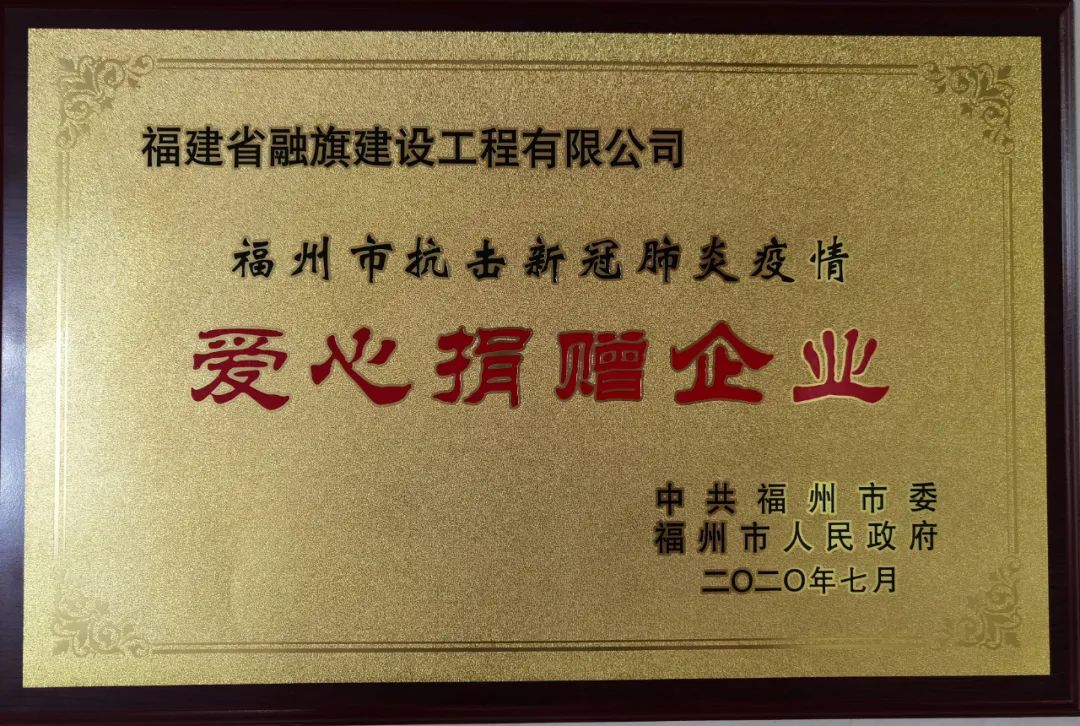 福建省融旗建设工程有限公司
福州市抗击新冠肺炎疫情
爱心捐赠企业
中共福州市委
福州市人民政府
二〇二〇年七月